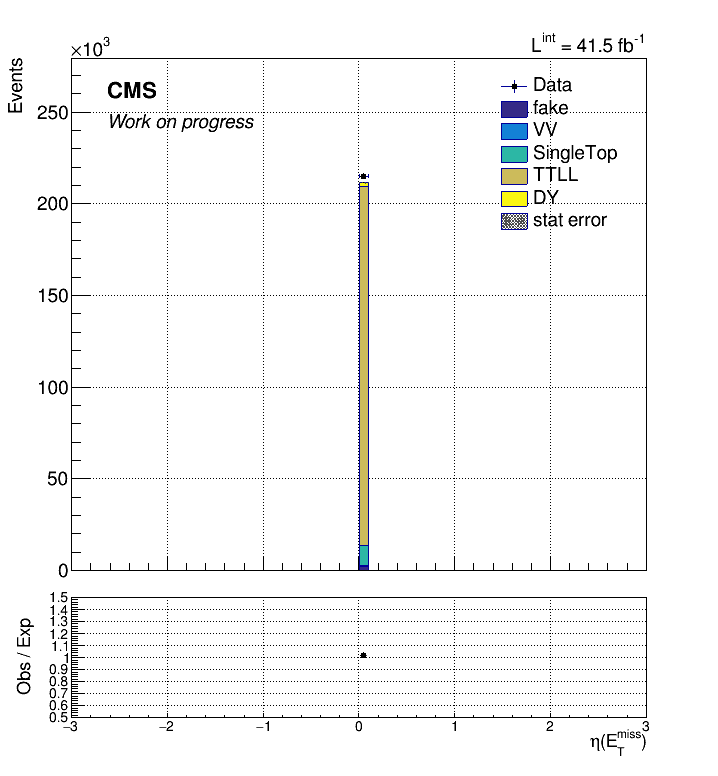 ×10³
L^int = 41.5 fb⁻¹
Events
CMS
Work on progress
Data
fake
VV
SingleTop
TTLL
DY
stat error
250
200
150
100
50
0
Obs / Exp
1.5
1.4
1.3
1.2
1.1
1
0.9
0.8
0.7
0.6
0.5
−3 −2 −1 0 1 2 3
η(E_T^miss)